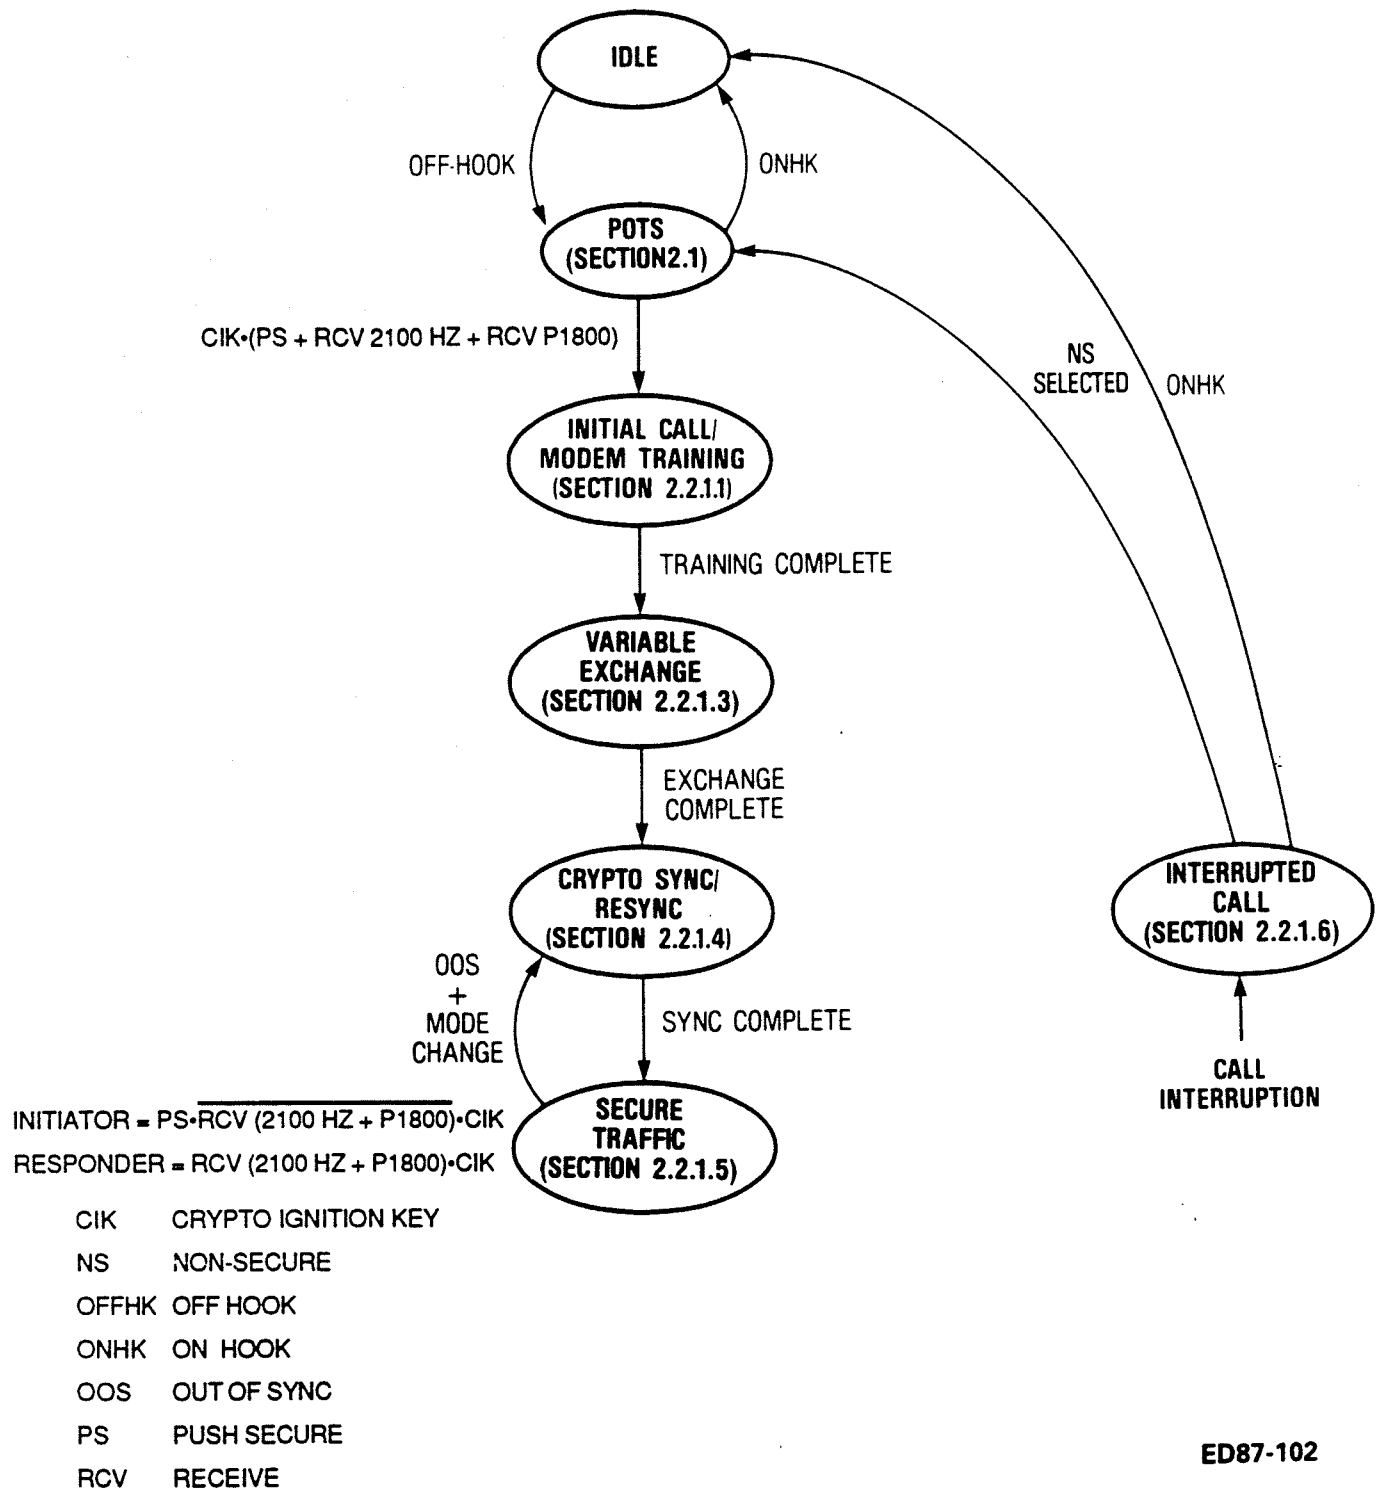 IDLE
OFF-HOOK
ONHK
POTS
(SECTION2.1)
CIK•(PS + RCV 2100 HZ + RCV P1800)
NS
SELECTED
ONHK
INITIAL CALL/
MODEM TRAINING
(SECTION 2.2.1.1)
TRAINING COMPLETE
VARIABLE
EXCHANGE
(SECTION 2.2.1.3)
EXCHANGE
COMPLETE
CRYPTO SYNC/
RESYNC
(SECTION 2.2.1.4)
INTERRUPTED
CALL
(SECTION 2.2.1.6)
OOS
+
MODE
CHANGE
SYNC COMPLETE
CALL
INTERRUPTION
SECURE
TRAFFIC
(SECTION 2.2.1.5)
INITIATOR = PS•RCV (2100 HZ + P1800)•CIK
RESPONDER = RCV (2100 HZ + P1800)•CIK
CIK CRYPTO IGNITION KEY
NS NON-SECURE
OFFHK OFF HOOK
ONHK ON HOOK
OOS OUT OF SYNC
PS PUSH SECURE
RCV RECEIVE
ED87-102